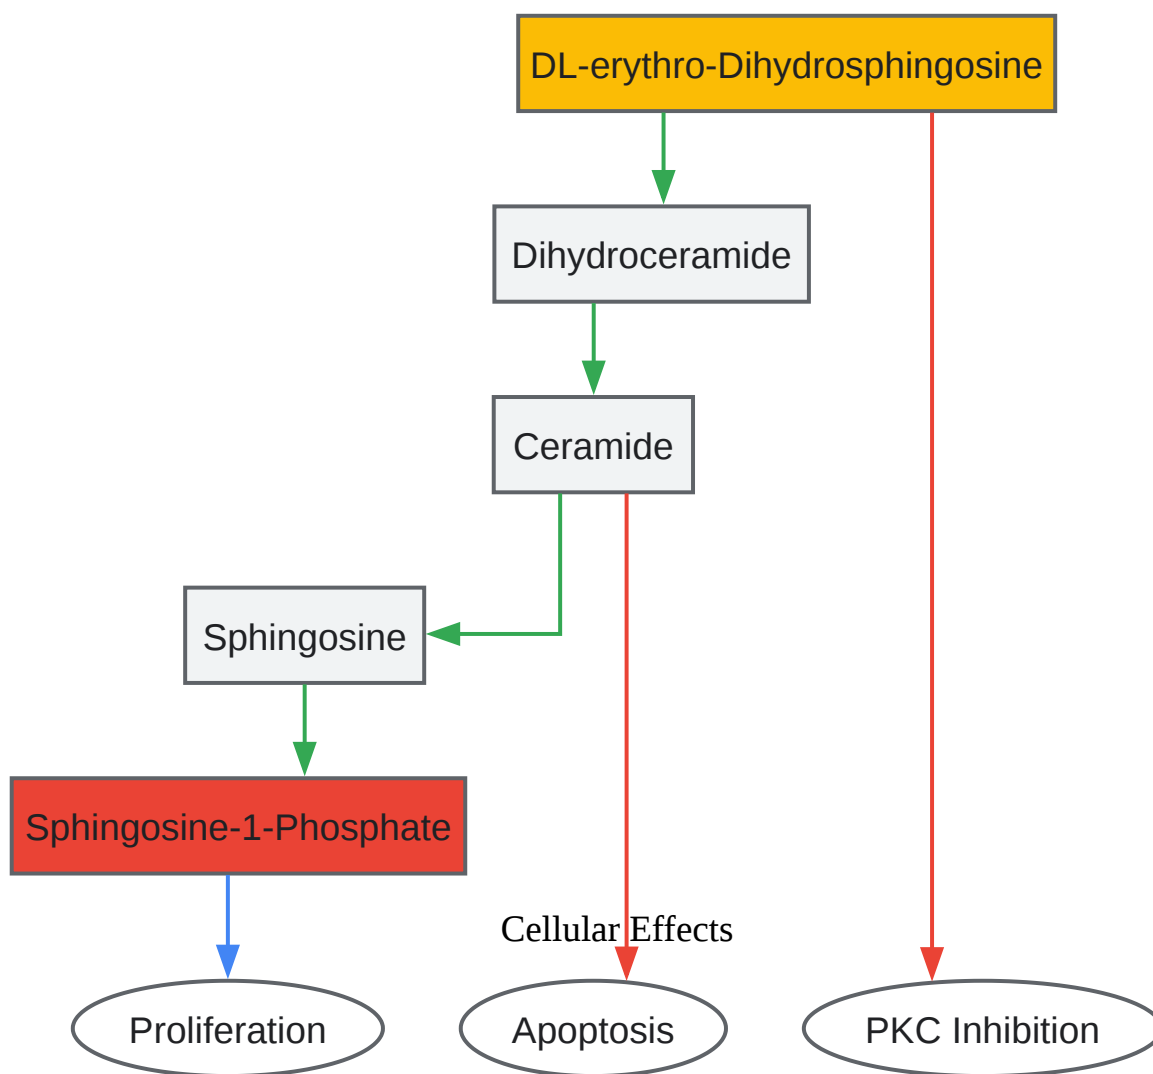 DL-erythro-Dihydrosphingosine
Dihydroceramide
Ceramide
Sphingosine
Sphingosine-1-Phosphate
Cellular Effects
Proliferation
Apoptosis
PKC Inhibition